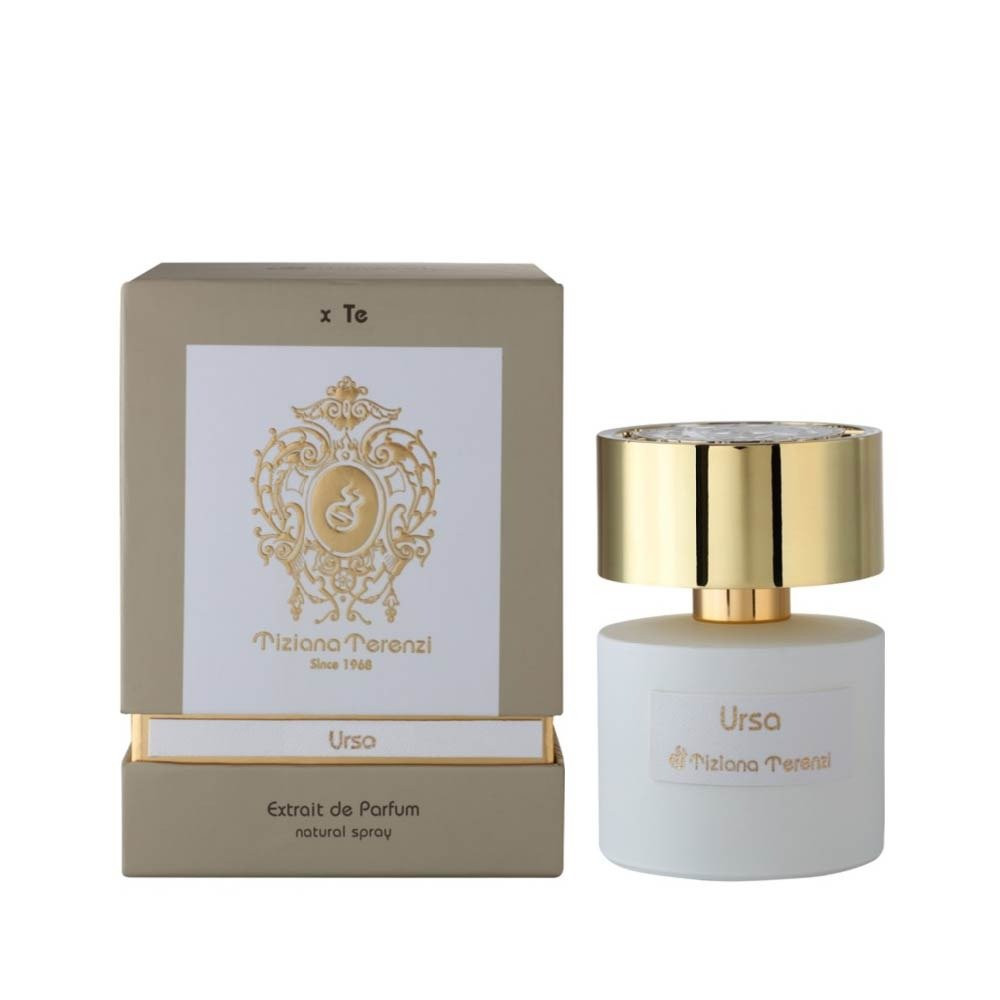 x Te
Tiziana Terenzi
Since 1968
Ursa
Extrait de Parfum
natural spray
Ursa
Tiziana Terenzi